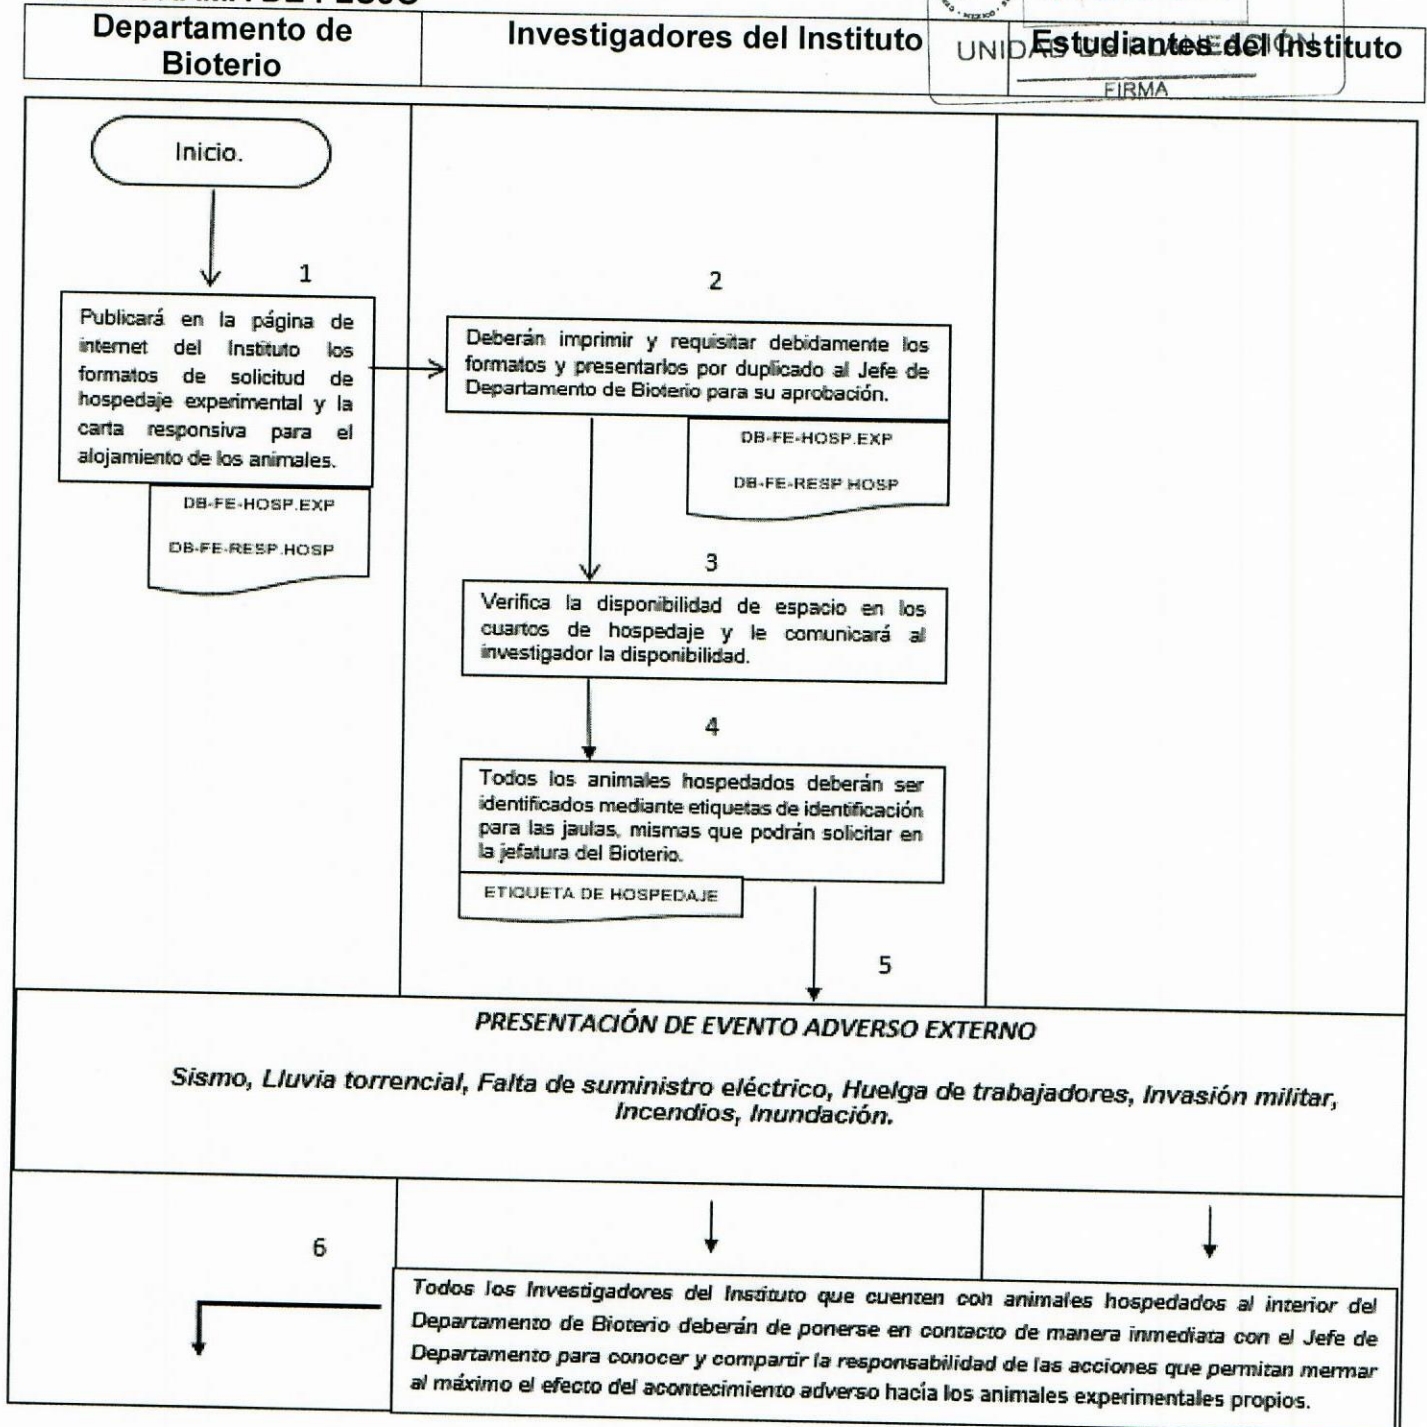 Departamento de
Bioterio
Investigadores del Instituto
Estudiantes del Instituto
UNIDAD DE PLANEACIÓN
FIRMA
Inicio.
1
Publicará en la página de
internet del Instituto los
formatos de solicitud de
hospedaje experimental y la
carta responsiva para el
alojamiento de los animales.
DB-FE-HOSP.EXP
DB-FE-RESP.HOSP
2
Deberán imprimir y requisitar debidamente los
formatos y presentarlos por duplicado al Jefe de
Departamento de Bioterio para su aprobación.
DB-FE-HOSP.EXP
DB-FE-RESP.HOSP
3
Verifica la disponibilidad de espacio en los
cuartos de hospedaje y le comunicará al
investigador la disponibilidad.
4
Todos los animales hospedados deberán ser
identificados mediante etiquetas de identificación
para las jaulas, mismas que podrán solicitar en
la jefatura del Bioterio.
ETIQUETA DE HOSPEDAJE
5
PRESENTACIÓN DE EVENTO ADVERSO EXTERNO
Sismo, Lluvia torrencial, Falta de suministro eléctrico, Huelga de trabajadores, Invasión militar,
Incendios, Inundación.
6
Todos los Investigadores del Instituto que cuenten con animales hospedados al interior del
Departamento de Bioterio deberán de ponerse en contacto de manera inmediata con el Jefe de
Departamento para conocer y compartir la responsabilidad de las acciones que permitan mermar
al máximo el efecto del acontecimiento adverso hacía los animales experimentales propios.